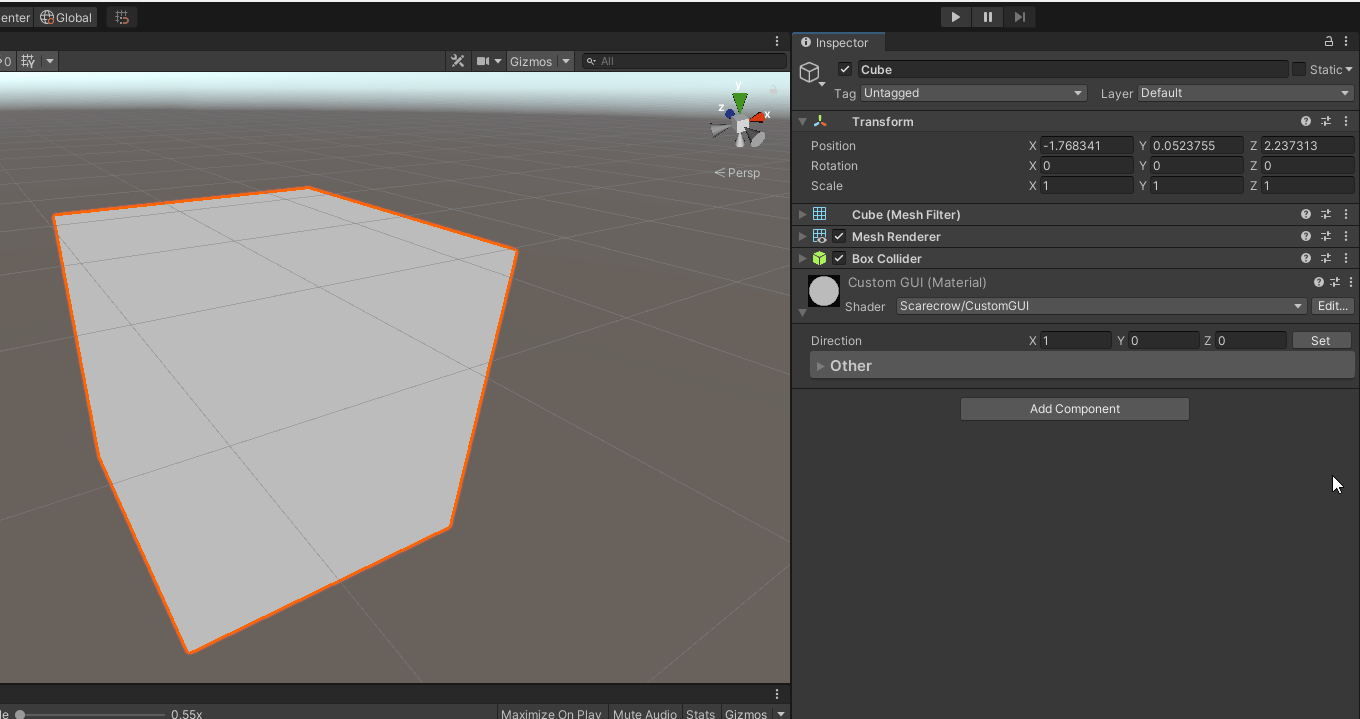 enter Global
Inspector
0 Gizmos All
Cube Static
Tag Untagged Layer Default
y
z x
Persp
Transform
Position X -1.768341 Y 0.0523755 Z 2.237313
Rotation X 0 Y 0 Z 0
Scale X 1 Y 1 Z 1
Cube (Mesh Filter)
Mesh Renderer
Box Collider
Custom GUI (Material)
Shader Scarecrow/CustomGUI Edit...
Direction X 1 Y 0 Z 0 Set
Other
Add Component
le 0.55x Maximize On Play Mute Audio Stats Gizmos